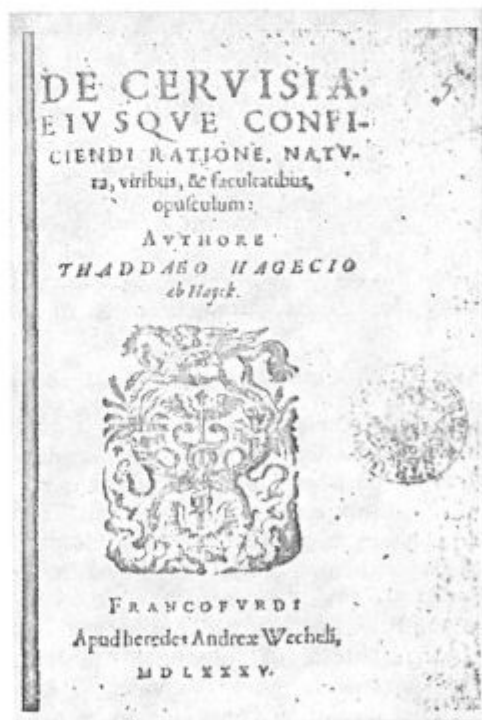 DE CERVISIA,
EIVSQVE CONFI-
CIENDI RATIONE, NATV-
ra, viribus, & facultatibus,
opusculum:
AVTHORE
THADDAEO HAGECIO
ab Hayck.
FRANCOFVRDI
Apud heredes Andreæ Wecheli,
MDLXXXV.